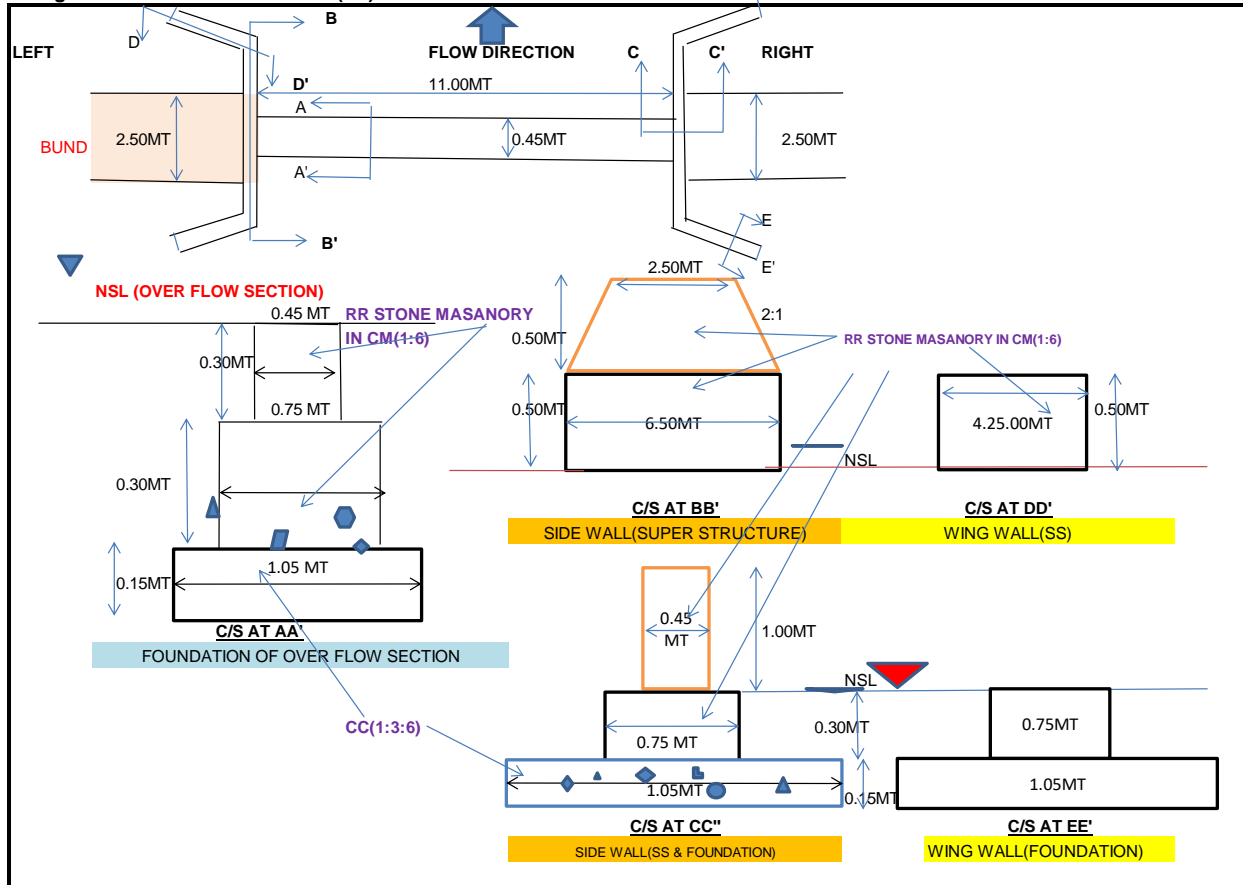 B
LEFT
D
FLOW DIRECTION
C
C'
RIGHT
D'
11.00MT
A
BUND
2.50MT
0.45MT
2.50MT
A'
E
B'
E'
2.50MT
NSL (OVER FLOW SECTION)
0.45 MT
RR STONE MASANORY
IN CM(1:6)
2:1
0.50MT
RR STONE MASANORY IN CM(1:6)
0.30MT
0.75 MT
0.50MT
6.50MT
4.25.00MT
0.50MT
NSL
0.30MT
C/S AT BB'
C/S AT DD'
SIDE WALL(SUPER STRUCTURE)
WING WALL(SS)
1.05 MT
0.15MT
C/S AT AA'
FOUNDATION OF OVER FLOW SECTION
0.45
MT
1.00MT
NSL
CC(1:3:6)
0.75 MT
0.30MT
0.75MT
1.05MT
0.15MT
1.05MT
C/S AT CC"
C/S AT EE'
SIDE WALL(SS & FOUNDATION)
WING WALL(FOUNDATION)